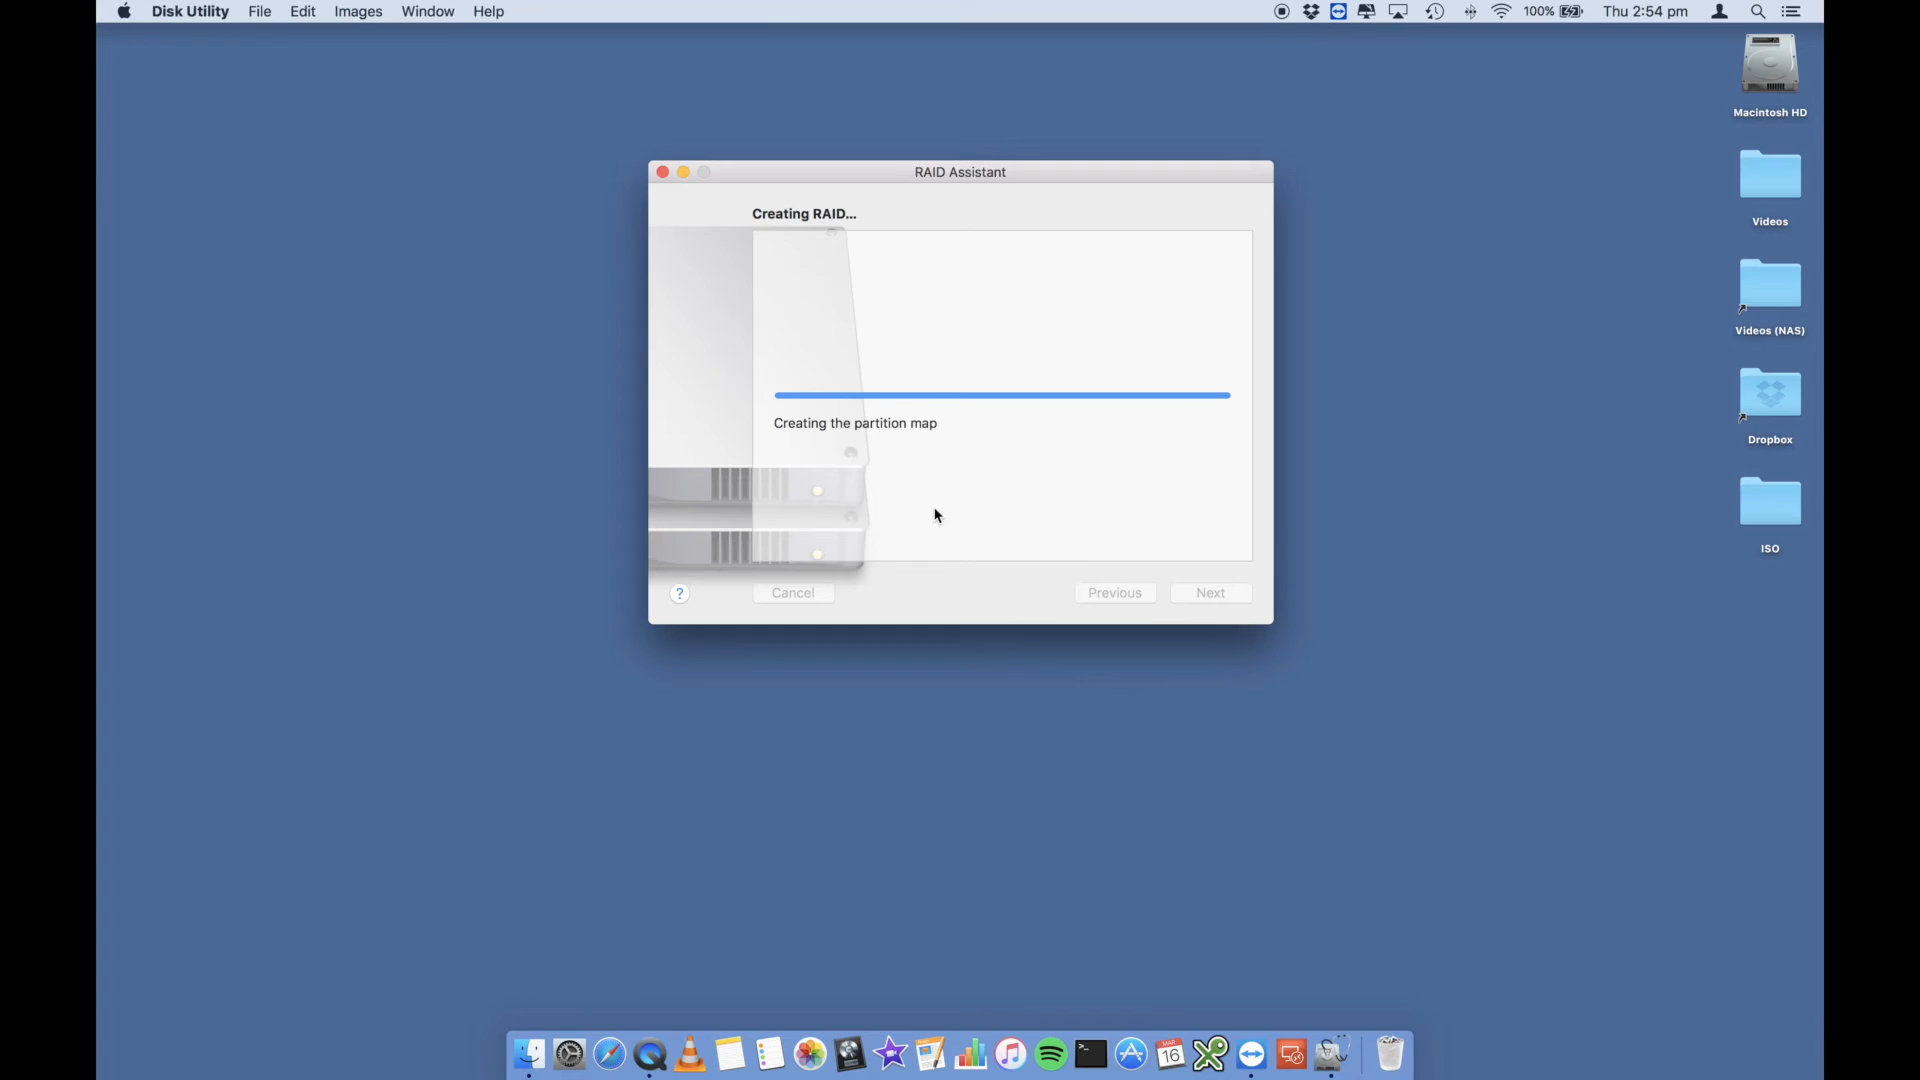 Disk Utility File Edit Images Window Help 100% Thu 2:54 pm
Macintosh HD
Videos
Videos (NAS)
Dropbox
ISO
RAID Assistant
Creating RAID...
Creating the partition map
? Cancel Previous Next
MAR
16
>_